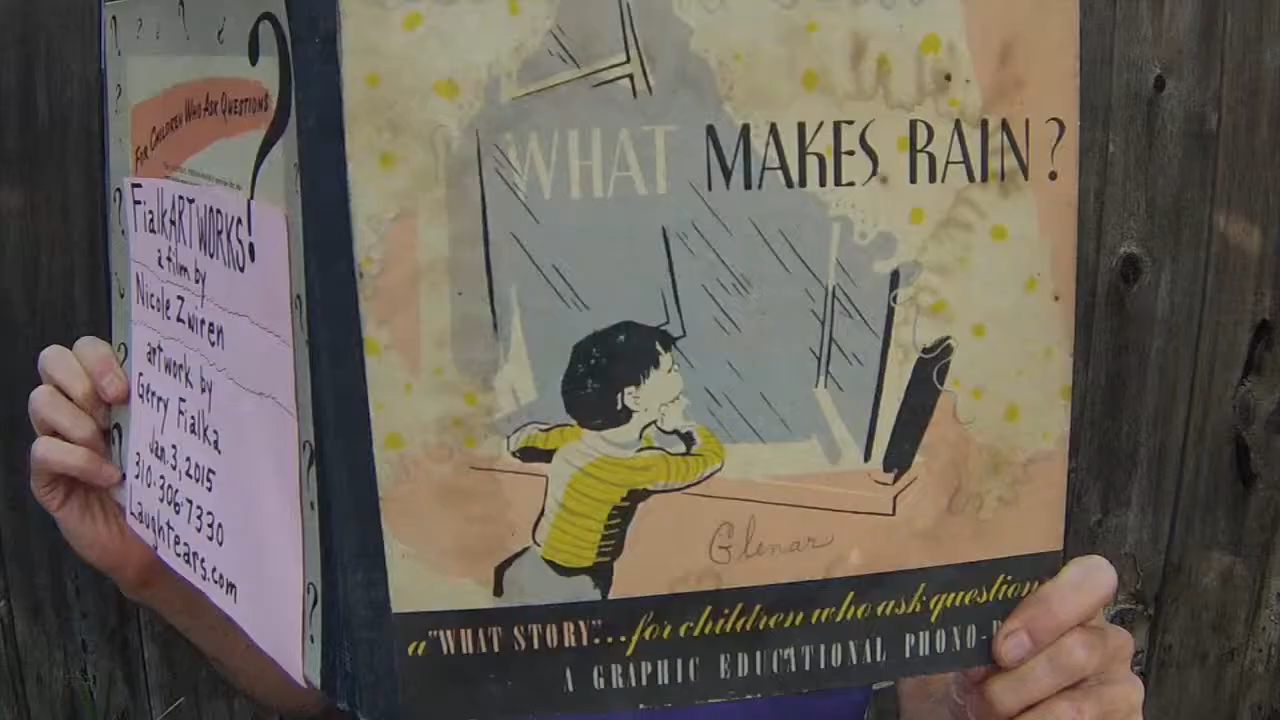 FOR CHILDREN WHO ASK QUESTIONS
?
FialkARTWORKS!
a film by
Nicole Zwiren
artwork by
Gerry Fialka
Jan. 3, 2015
310-306-7330
Laughtears.com
WHAT MAKES RAIN?
Glenar
a "WHAT STORY"... for children who ask question
A GRAPHIC EDUCATIONAL PHONO-